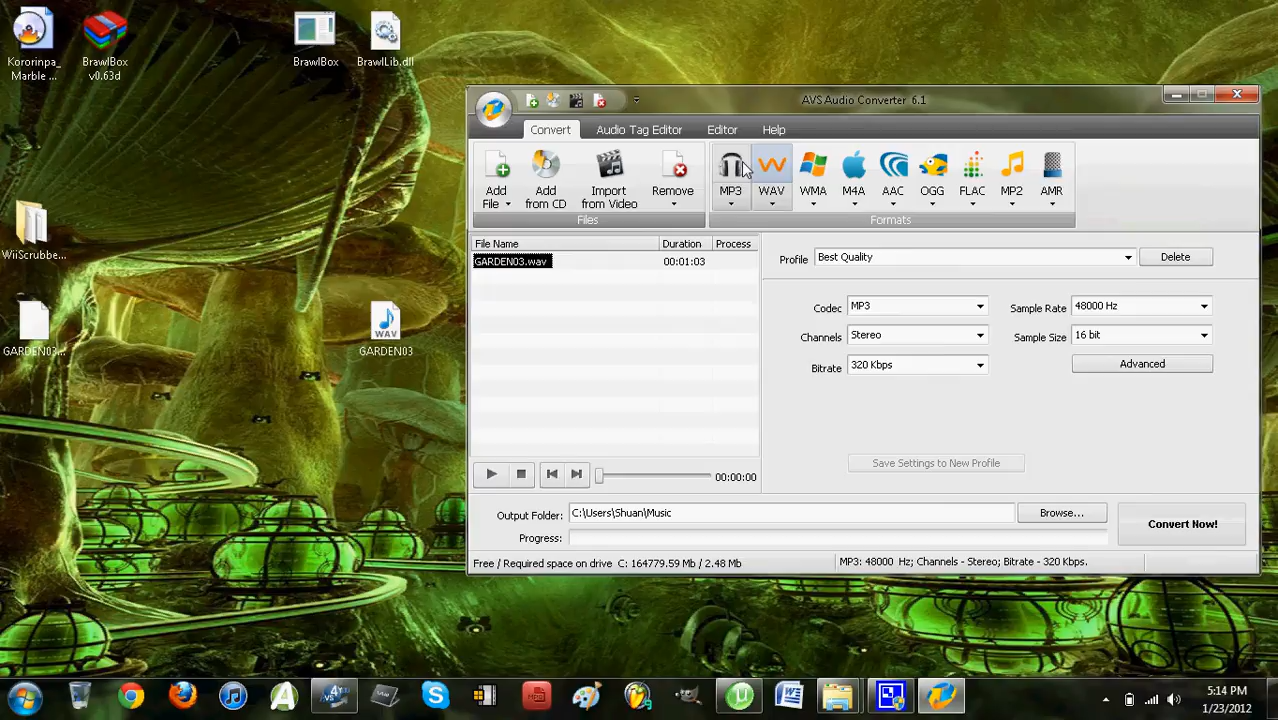 Kororinpa_
Marble ...
BrawlBox
v0.63d
BrawlBox
BrawlLib.dll
WiiScrubbe...
GARDEN03...
WAV
GARDEN03
AVS Audio Converter 6.1
Convert
Audio Tag Editor
Editor
Help
Add
File
Add
from CD
Import
from Video
Remove
MP3
WAV
WMA
M4A
AAC
OGG
FLAC
MP2
AMR
Files
Formats
File Name
Duration
Process
GARDEN03.wav
00:01:03
Profile
Best Quality
Delete
Codec
MP3
Sample Rate
48000 Hz
Channels
Stereo
Sample Size
16 bit
Bitrate
320 Kbps
Advanced
Save Settings to New Profile
00:00:00
Output Folder:
C:\Users\Shuan\Music
Browse...
Convert Now!
Progress:
Free / Required space on drive C: 164779.59 Mb / 2.48 Mb
MP3: 48000 Hz; Channels - Stereo; Bitrate - 320 Kbps.
5:14 PM
1/23/2012